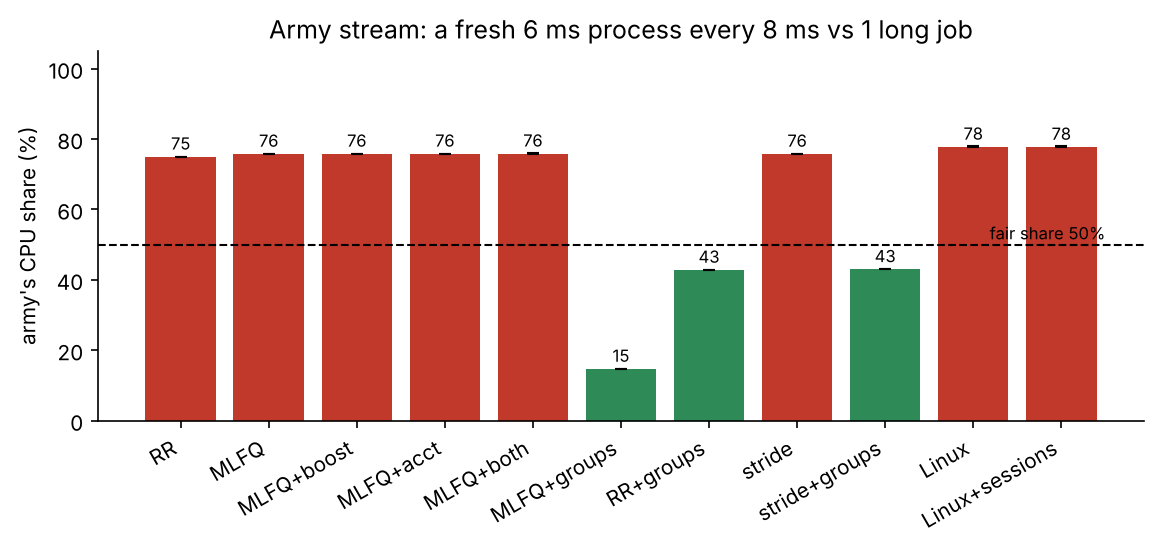 Army stream: a fresh 6 ms process every 8 ms vs 1 long job
army's CPU share (%)
100
80
60
40
20
0
75
76
76
76
76
15
43
76
43
78
78
fair share 50%
RR
MLFQ
MLFQ+boost
MLFQ+acct
MLFQ+both
MLFQ+groups
RR+groups
stride
stride+groups
Linux
Linux+sessions